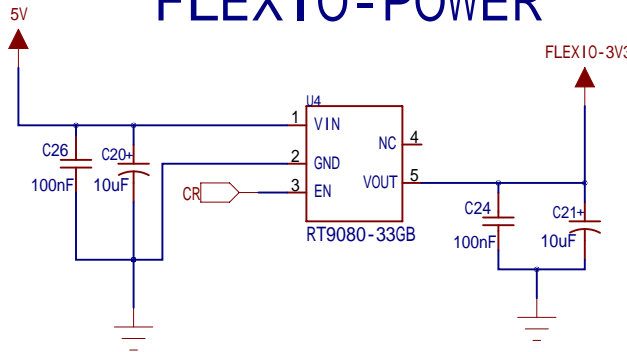 FLEXIO-POWER
5V
FLEXIO-3V3
U4
1 VIN
NC 4
C26
C20+
2 GND
VOUT 5
100nF
10uF
CR
3 EN
C24
C21+
RT9080-33GB
100nF
10uF